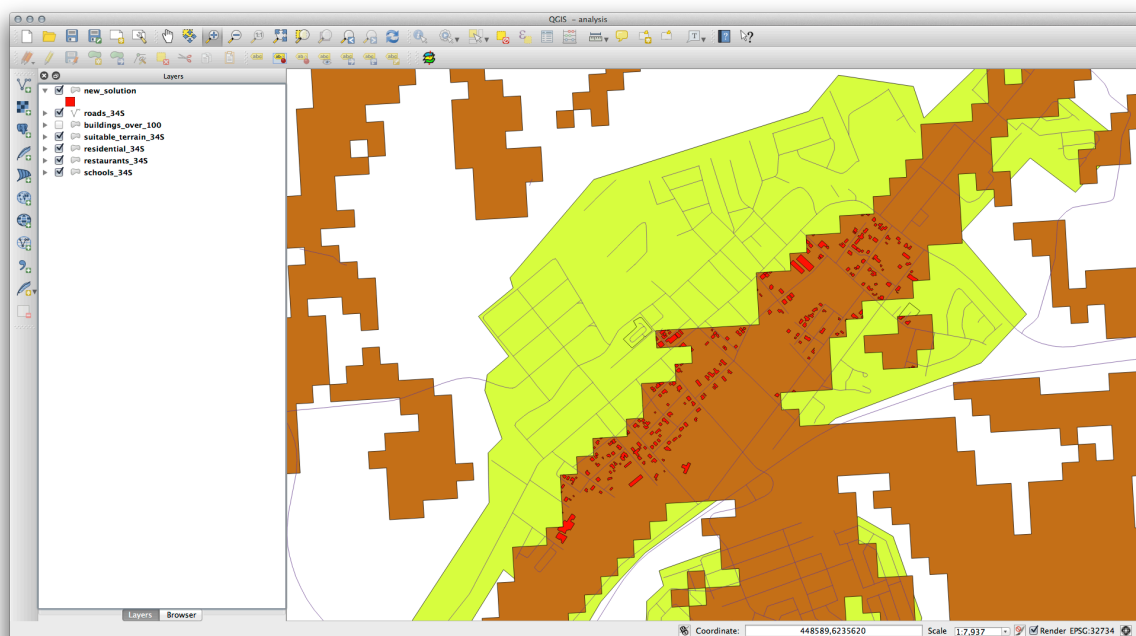 QGIS - analysis
Layers
new_solution
roads_34S
buildings_over_100
suitable_terrain_34S
residential_34S
restaurants_34S
schools_34S
Layers Browser
Coordinate: 448589,6235620 Scale 1:7,937 Render EPSG:32734